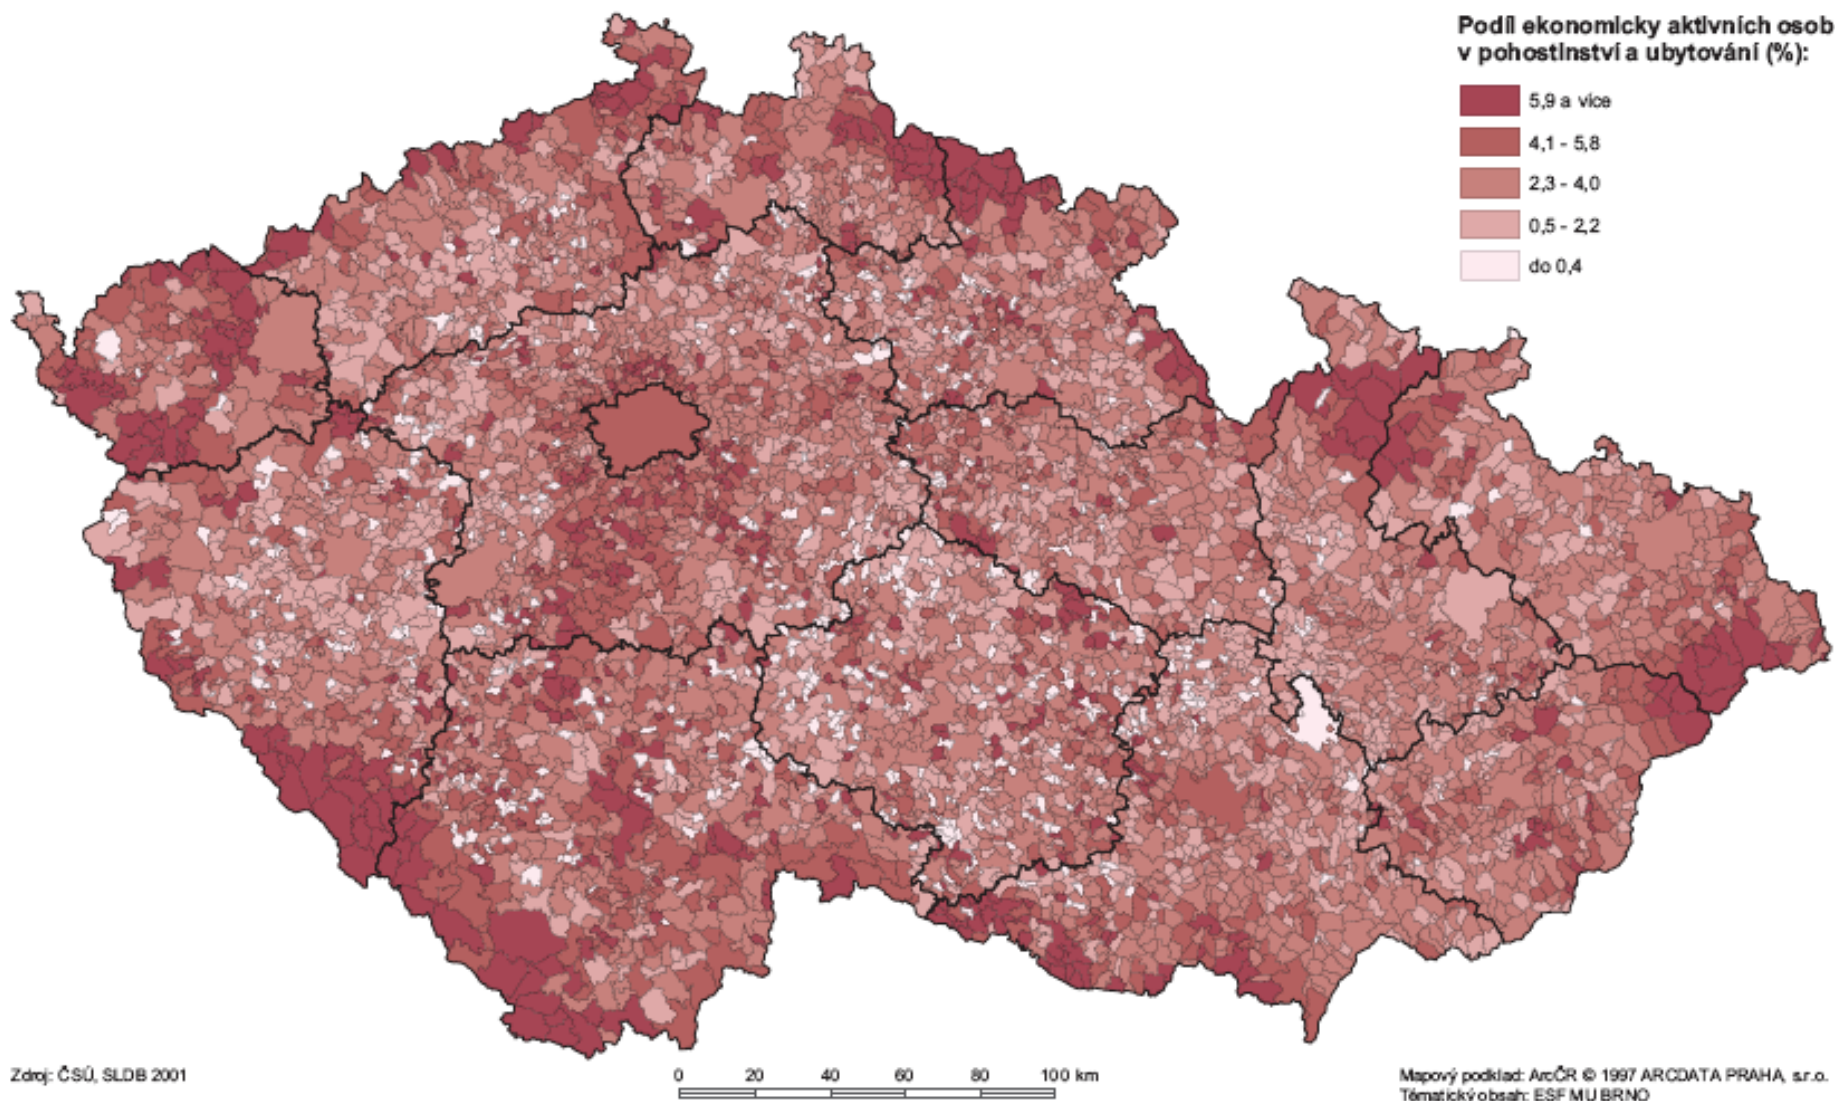 Podíl ekonomicky aktivních osob
v pohostinství a ubytování (%):
5,9 a více
4,1 - 5,8
2,3 - 4,0
0,5 - 2,2
do 0,4
Zdroj: ČSÚ, SLDB 2001
0 20 40 60 80 100 km
Mapový podklad: ArcČR © 1997 ARCDATA PRAHA, s.r.o.
Tématický obsah: ESF MU BRNO